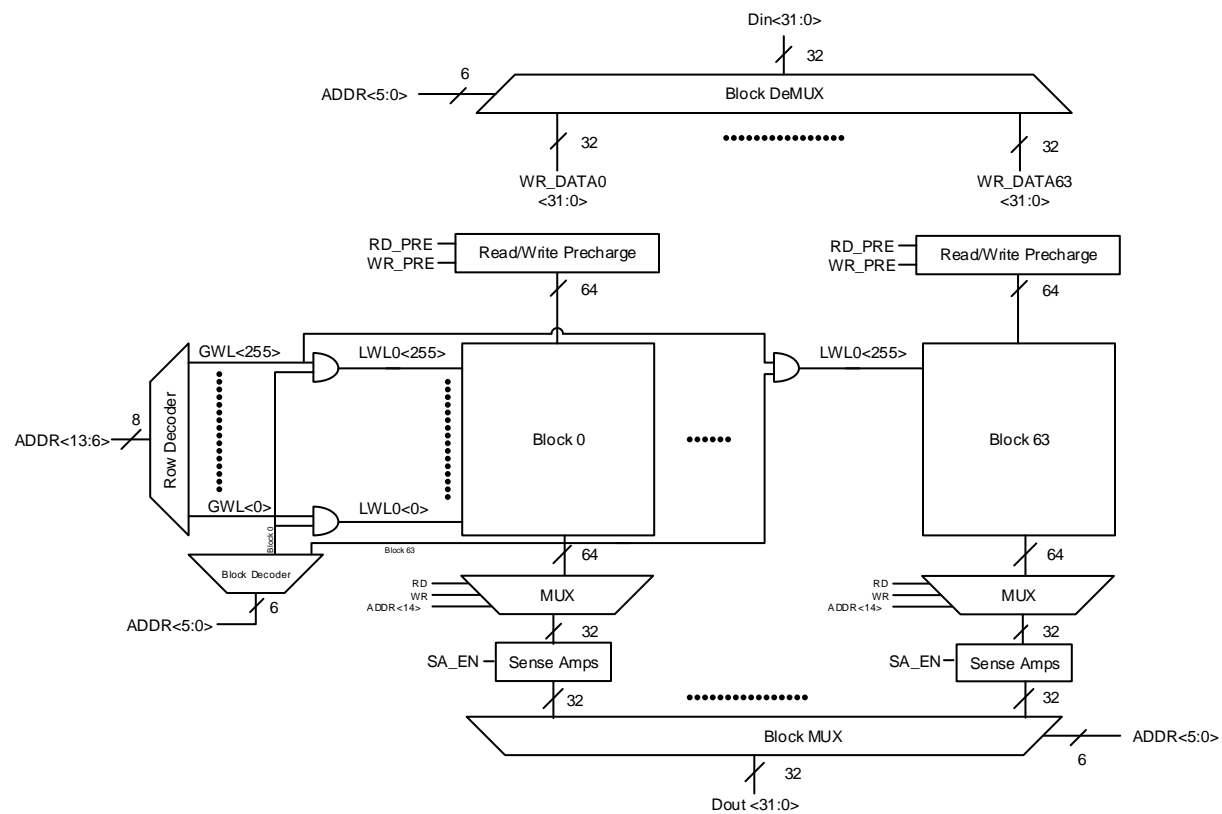 Din<31:0>
32
6
ADDR<5:0>
Block DeMUX
32
32
WR_DATA0
<31:0>
WR_DATA63
<31:0>
RD_PRE
WR_PRE
Read/Write Precharge
RD_PRE
WR_PRE
Read/Write Precharge
64
64
GWL<255>
LWL0<255>
LWL0<255>
8
ADDR<13:6>
Row Decoder
Block 0
Block 63
GWL<0>
LWL0<0>
Block 0
Block 63
64
64
Block Decoder
6
ADDR<5:0>
RD
WR
ADDR<14>
MUX
RD
WR
ADDR<14>
MUX
32
32
SA_EN
Sense Amps
SA_EN
Sense Amps
32
32
Block MUX
ADDR<5:0>
6
32
Dout <31:0>